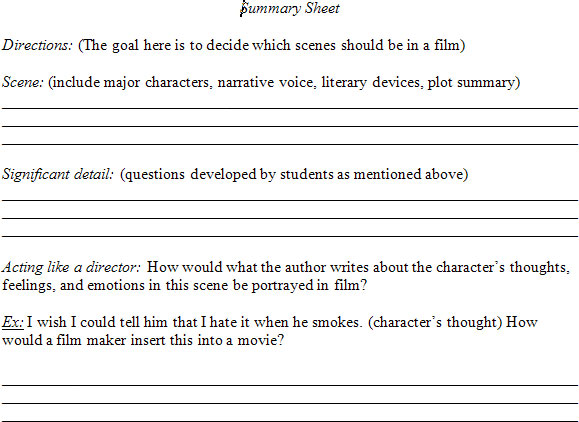 Summary Sheet
Directions: (The goal here is to decide which scenes should be in a film)
Scene: (include major characters, narrative voice, literary devices, plot summary)
Significant detail: (questions developed by students as mentioned above)
Acting like a director: How would what the author writes about the character's thoughts,
feelings, and emotions in this scene be portrayed in film?
Ex: I wish I could tell him that I hate it when he smokes. (character's thought) How
would a film maker insert this into a movie?